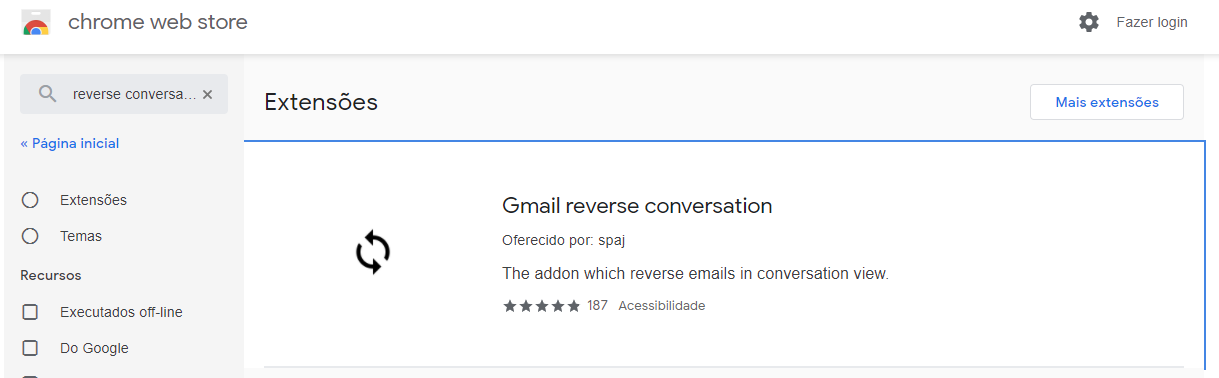 chrome web store
Fazer login
reverse conversa...
Extensões
Mais extensões
« Página inicial
Extensões
Temas
Recursos
Executados off-line
Do Google
Gmail reverse conversation
Oferecido por: spaj
The addon which reverse emails in conversation view.
187 Acessibilidade